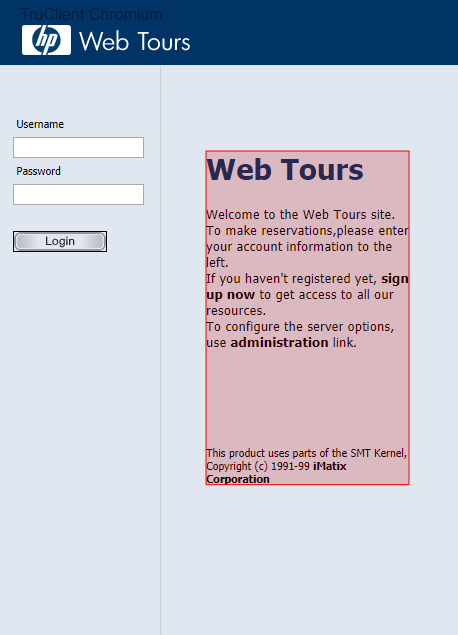 TruClient Chromium
hp Web Tours
Username
Password
Login
Web Tours
Welcome to the Web Tours site.
To make reservations,please enter
your account information to the
left.
If you haven't registered yet, sign
up now to get access to all our
resources.
To configure the server options,
use administration link.
This product uses parts of the SMT Kernel,
Copyright (c) 1991-99 iMatix
Corporation